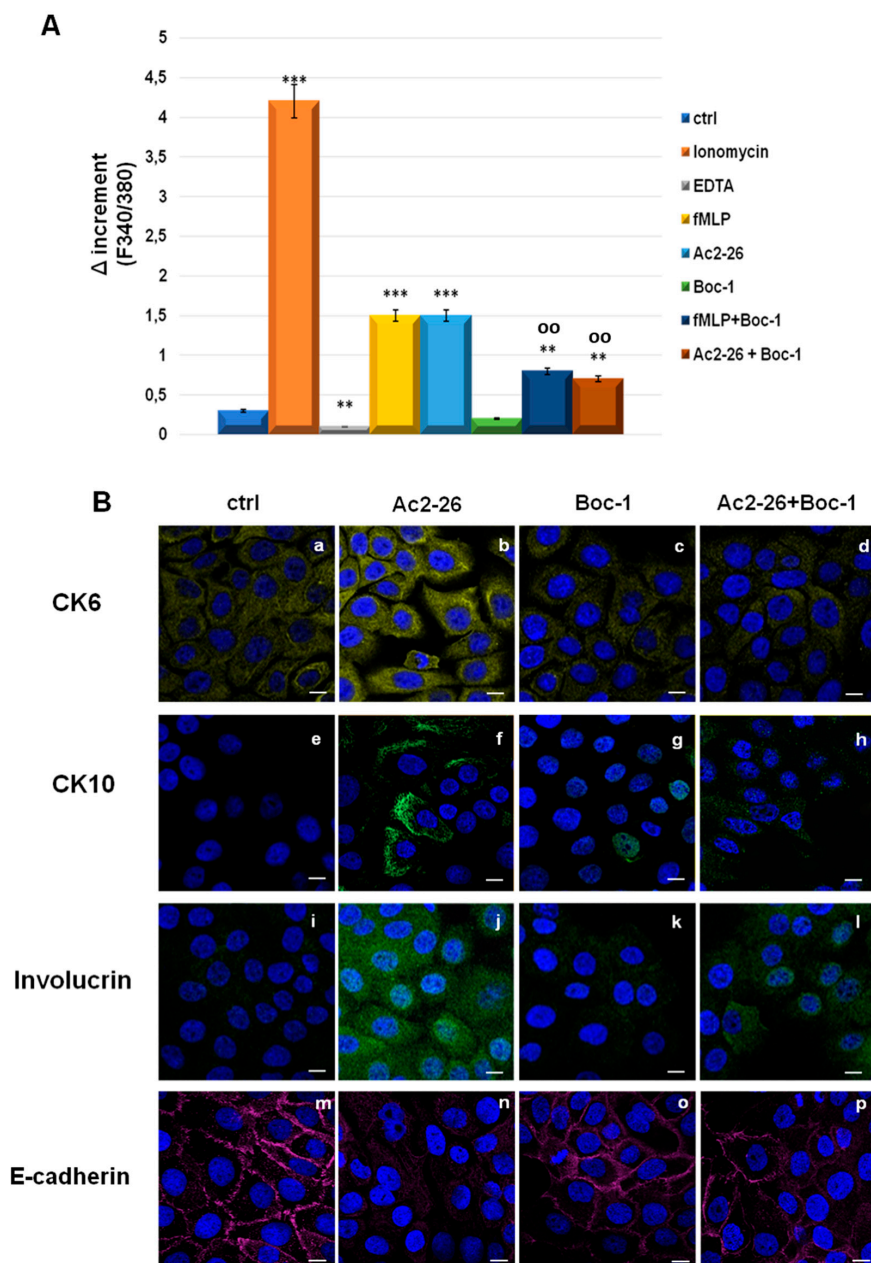 A
5
4,5
4
3,5
3
2,5
2
1,5
1
0,5
0
Δ increment
(F340/380)
***
**
***
***
oo
**
oo
**
ctrl
Ionomycin
EDTA
fMLP
Ac2-26
Boc-1
fMLP+Boc-1
Ac2-26 + Boc-1
B
ctrl
Ac2-26
Boc-1
Ac2-26+Boc-1
CK6
a
b
c
d
CK10
e
f
g
h
Involucrin
i
j
k
l
E-cadherin
m
n
o
p